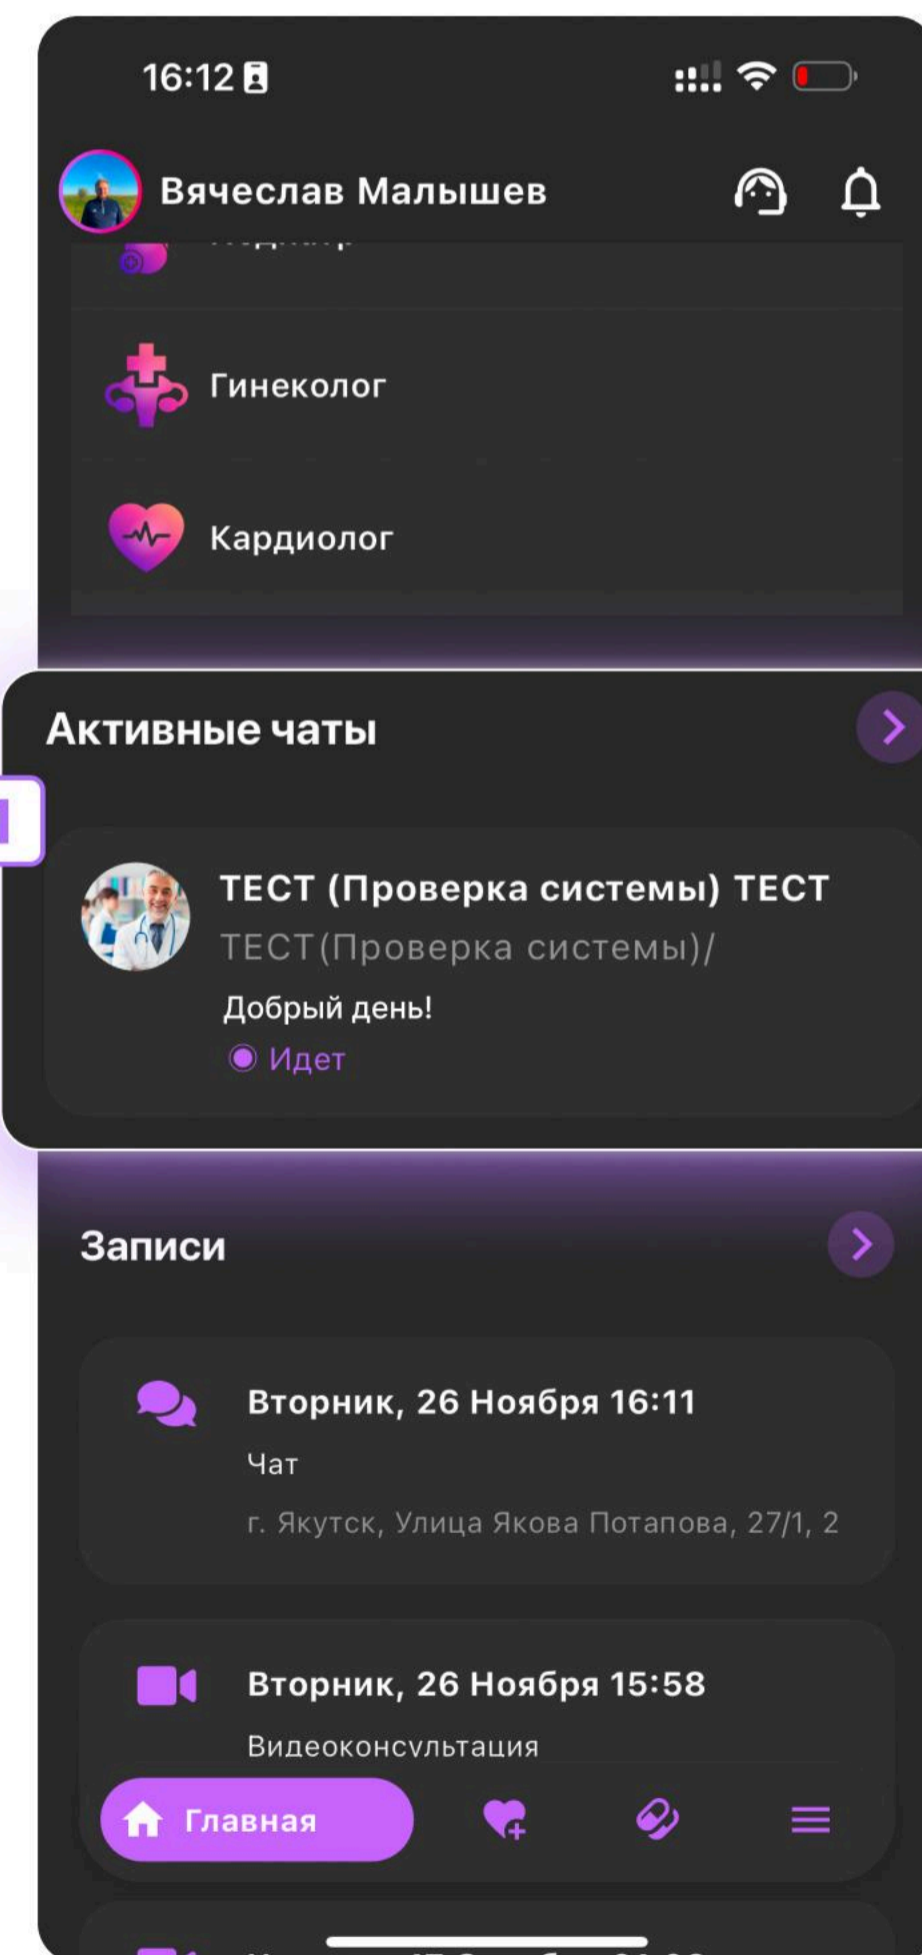 16:12
Вячеслав Малышев
Гинеколог
Кардиолог
Активные чаты
ТЕСТ (Проверка системы) ТЕСТ
ТЕСТ(Проверка системы)/
Добрый день!
Идет
Записи
Вторник, 26 Ноября 16:11
Чат
г. Якутск, Улица Якова Потапова, 27/1, 2
Вторник, 26 Ноября 15:58
Видеоконсультация
Главная